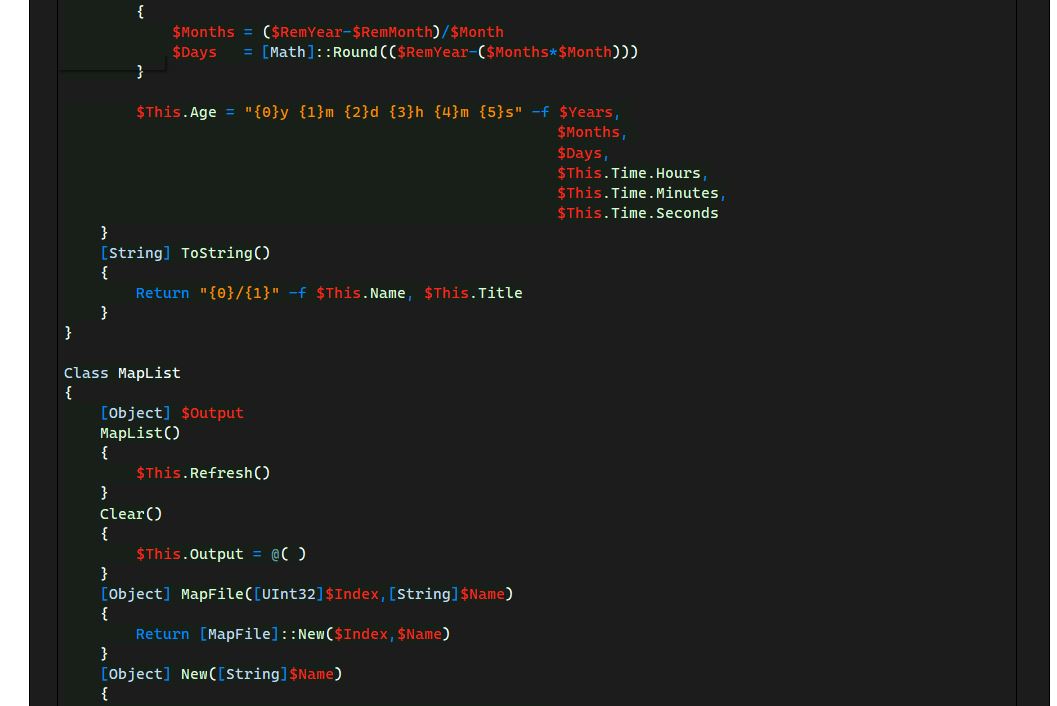 {
$Months = ($RemYear-$RemMonth)/$Month
$Days   = [Math]::Round(($RemYear-($Months*$Month)))
}
$This.Age = "{0}y {1}m {2}d {3}h {4}m {5}s" -f $Years,
$Months,
$Days,
$This.Time.Hours,
$This.Time.Minutes,
$This.Time.Seconds
}
[String] ToString()
{
Return "{0}/{1}" -f $This.Name, $This.Title
}
}
Class MapList
{
[Object] $Output
MapList()
{
$This.Refresh()
}
Clear()
{
$This.Output = @( )
}
[Object] MapFile([UInt32]$Index,[String]$Name)
{
Return [MapFile]::New($Index,$Name)
}
[Object] New([String]$Name)
{